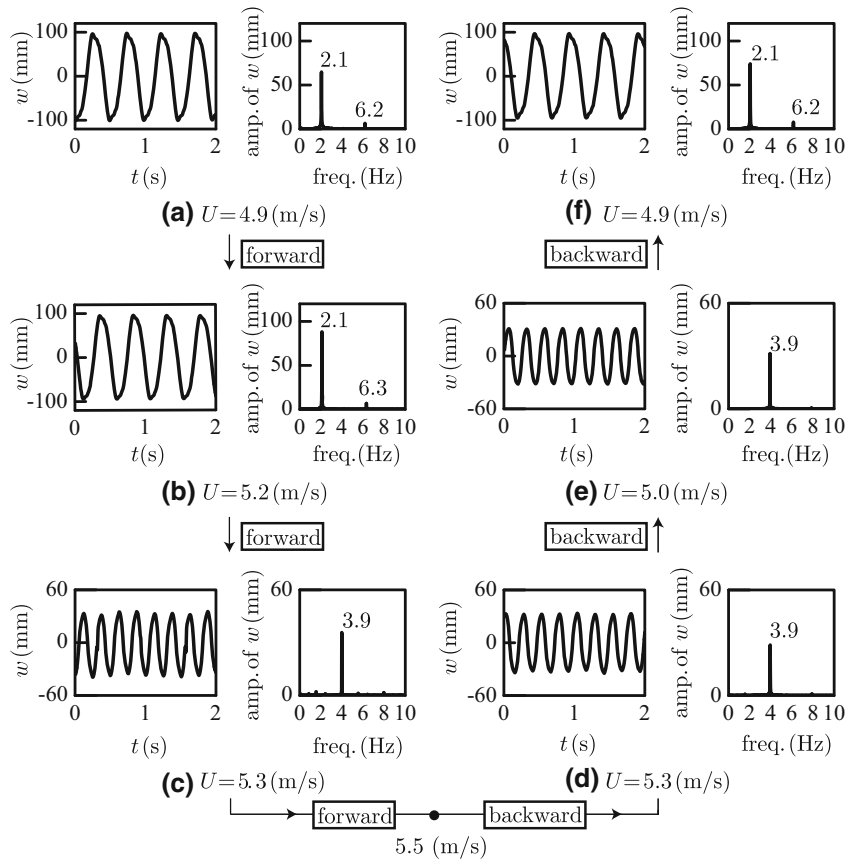 100
0
-100
w (mm)
0 1 2
t(s)
100
50
0
amp. of w (mm)
2.1
6.2
0 2 4 6 8 10
freq. (Hz)
(a) U=4.9 (m/s)
100
0
-100
w (mm)
0 1 2
t(s)
100
50
0
amp. of w (mm)
2.1
6.2
0 2 4 6 8 10
freq. (Hz)
(f) U=4.9 (m/s)
forward
backward
100
0
-100
w (mm)
0 1 2
t(s)
100
50
0
amp. of w (mm)
2.1
6.3
0 2 4 6 8 10
freq. (Hz)
(b) U=5.2 (m/s)
60
0
-60
w (mm)
0 1 2
t(s)
60
0
amp. of w (mm)
3.9
0 2 4 6 8 10
freq. (Hz)
(e) U=5.0 (m/s)
forward
backward
60
0
-60
w (mm)
0 1 2
t(s)
60
0
amp. of w (mm)
3.9
0 2 4 6 8 10
freq. (Hz)
(c) U=5.3 (m/s)
60
0
-60
w (mm)
0 1 2
t(s)
60
0
amp. of w (mm)
3.9
0 2 4 6 8 10
freq. (Hz)
(d) U=5.3 (m/s)
forward
backward
5.5 (m/s)